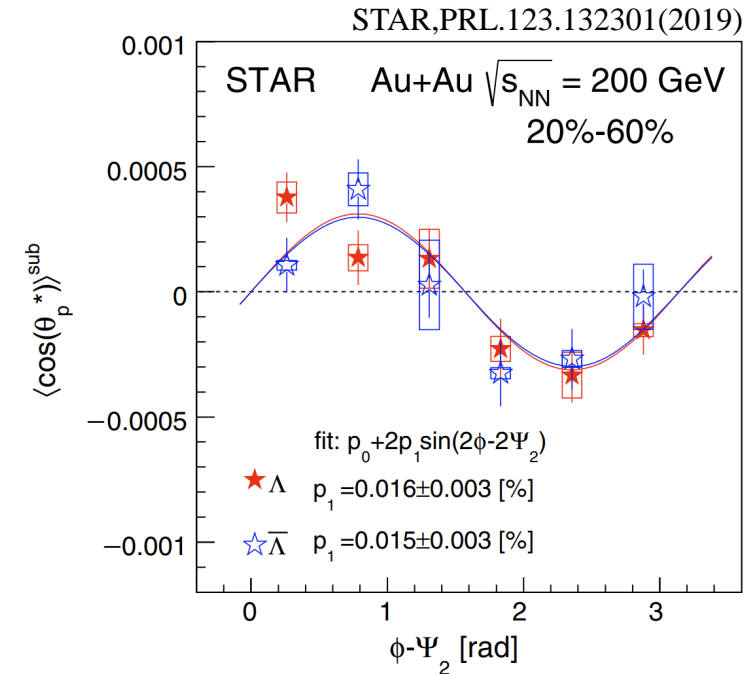 STAR,PRL.123.132301(2019)
STAR Au+Au √s_NN = 200 GeV
20%-60%
0.001
0.0005
0
−0.0005
−0.001
⟨cos(θ_p*)⟩^sub
fit: p_0+2p_1sin(2ϕ-2Ψ_2)
Λ p_1=0.016±0.003 [%]
Λ̅ p_1=0.015±0.003 [%]
0 1 2 3
ϕ-Ψ_2 [rad]